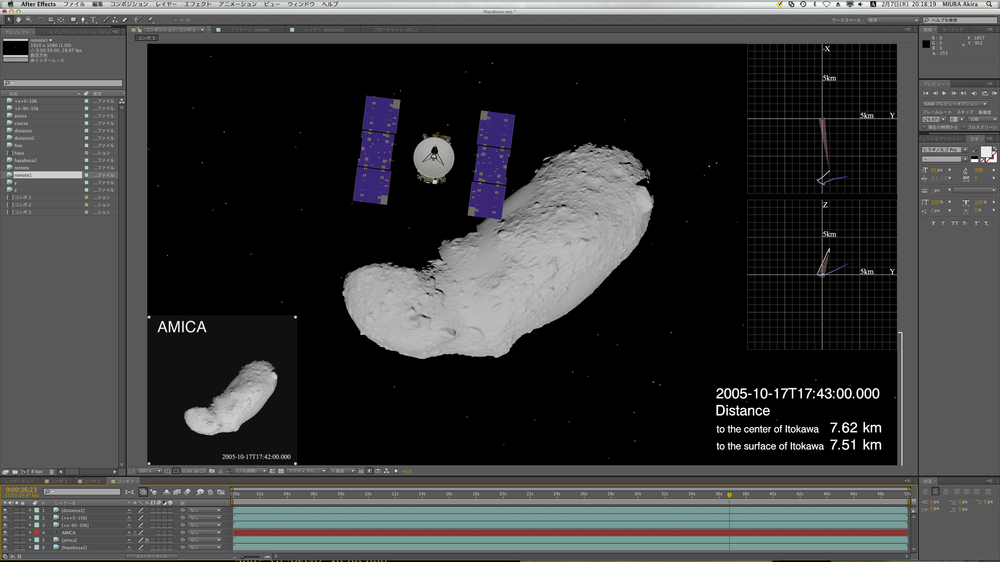 After Effects ファイル 編集 コンポジション レイヤー エフェクト アニメーション ビュー ウィンドウ ヘルプ 2月7日(木) 20:18:19 MIURA Akira
Hayabusa.aep *
ワークスペース： 標準 ヘルプを検索
プロジェクト エフェクトコントロール: (なし)
remote1
1920 x 1080 (1.00)
△ 0:00:50:00, 29.97 fps
数百万色
非インターレース
名前 種類
+x+0-10k ...ファイル
+z-90-10k ...ファイル
amica ...ファイル
coarse ...ファイル
distance ...ファイル
distance2 ...ファイル
fine ...ファイル
haya ...ション
hayabusa2 ...ファイル
remote ...ファイル
remote1 ...ファイル
y ...ファイル
z ...ファイル
コンポ 1 ...ション
コンポ 2 ...ション
コンポ 3 ...ション
8 bpc
コンポジション: コンポ 3 フッテージ: remote レイヤー: distance2 フローチャート: (なし)
コンポ 3
-X
5km
5km Y
Z
5km
5km Y
AMICA
2005-10-17T17:42:00.000
2005-10-17T17:43:00.000
Distance
to the center of Itokawa 7.62 km
to the surface of Itokawa 7.51 km
100 % 0:00:36:23 (フル画質) アクティブカ... 1 画面 +0.0
情報 オーディオ
R : 0 X : 1857
G : 0 Y : 952
B : 0
A : 255
プレビュー
RAM プレビューオプション
フレームレート スキップ 解像度
(29.97) 0 自動
現在の時間から フルスクリーン
フェクト＆プリセット 文字
ヒラギノ丸ゴ Pro
-
40 px 自動
メトリク 0
- px
100 % 100 %
0 px 0 %
T T TT Tt T¹ T₁
段落
0 px 0 px 0 px
0 px 0 px
レンダーキュー コンポ 1 コンポ 2 コンポ 3
0:00:36:23
01103 (29.97 fps)
:00s 02s 04s 06s 08s 10s 12s 14s 16s 18s 20s 22s 24s 26s 28s 30s 32s 34s 36s 38s 40s 42s 44s 46s 48s 50s
# レイヤー名 fx 親
1 [distance2] なし
2 [+x+0-10k] なし
3 [+z-90-10k] なし
4 T AMICA なし
5 [amica] fx なし
6 [hayabusa2] なし
スイッチ / モード